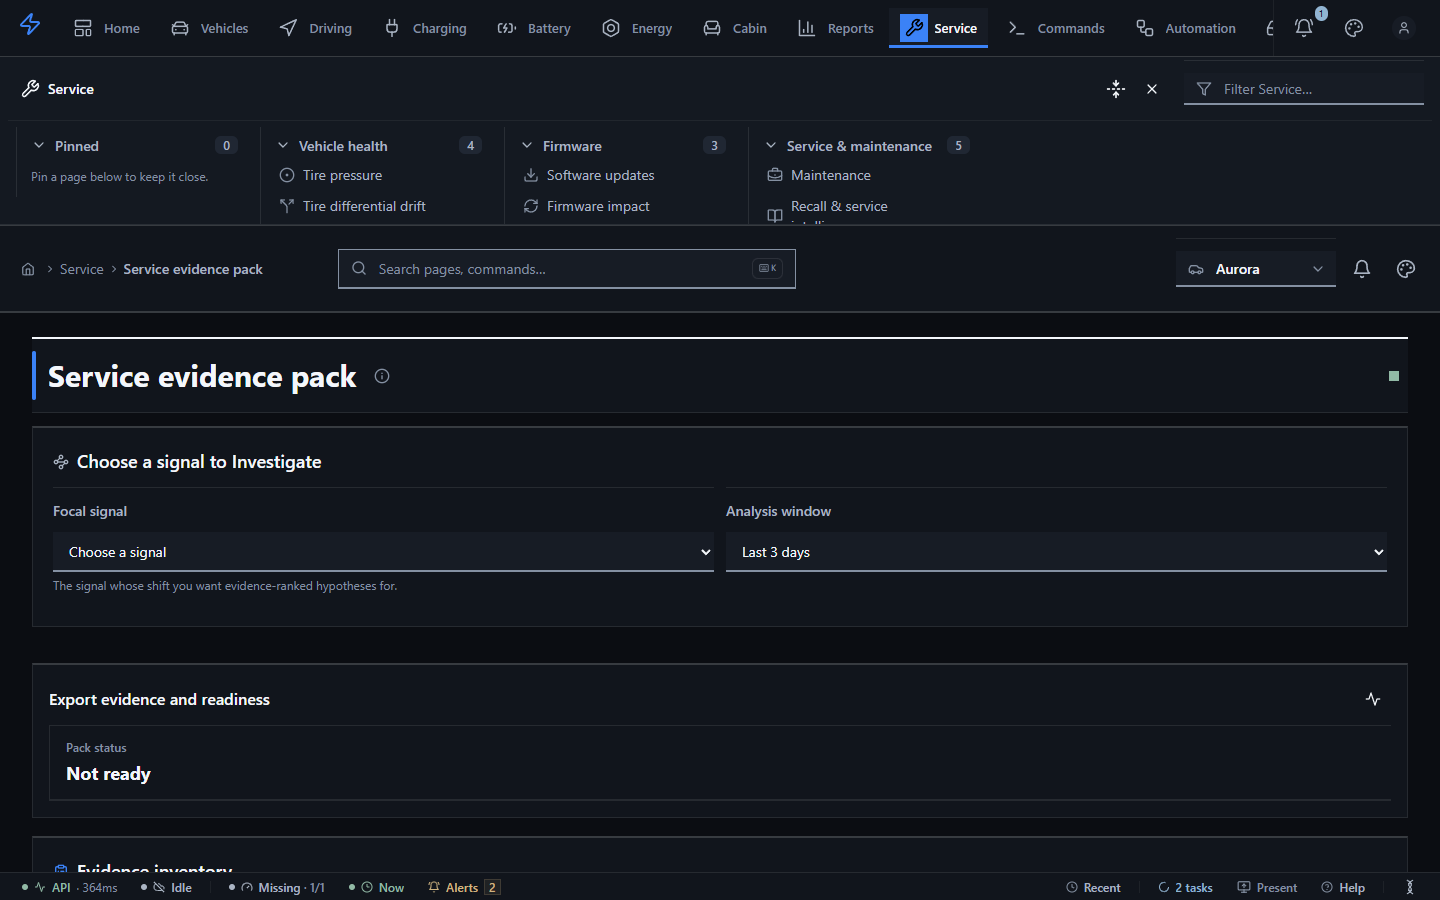 Home
Vehicles
Driving
Charging
Battery
Energy
Cabin
Reports
Service
Commands
Automation
1
Service
Filter Service...
Pinned 0
Pin a page below to keep it close.
Vehicle health 4
Tire pressure
Tire differential drift
Firmware 3
Software updates
Firmware impact
Service & maintenance 5
Maintenance
Recall & service
Service
Service evidence pack
Search pages, commands...
K
Aurora
Service evidence pack
Choose a signal to Investigate
Focal signal
Choose a signal
The signal whose shift you want evidence-ranked hypotheses for.
Analysis window
Last 3 days
Export evidence and readiness
Pack status
Not ready
Evidence inventory
API · 364ms
Idle
Missing · 1/1
Now
Alerts 2
Recent
2 tasks
Present
Help